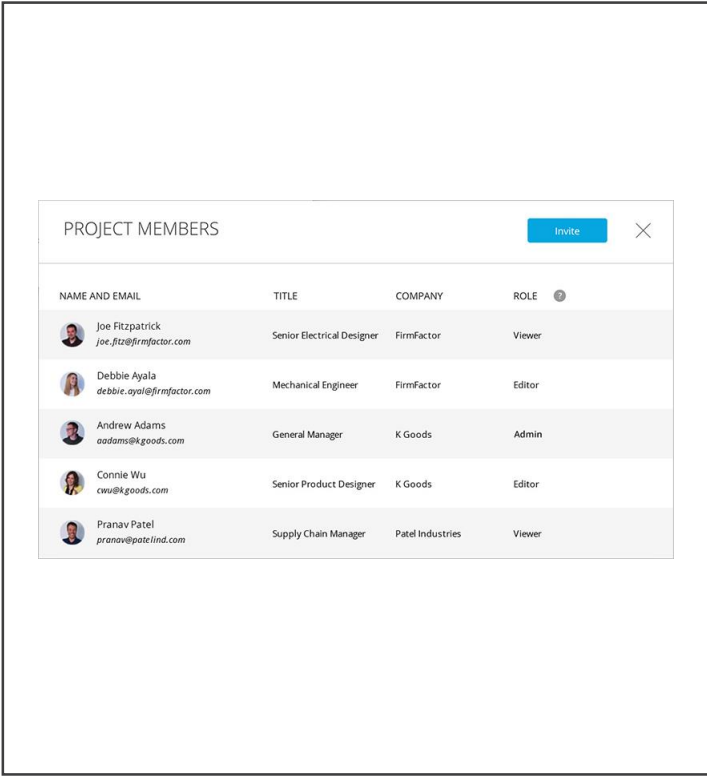 PROJECT MEMBERS
Invite
NAME AND EMAIL TITLE COMPANY ROLE ?
Joe Fitzpatrick
joe.fitz@firmfactor.com
Senior Electrical Designer FirmFactor Viewer
Debbie Ayala
debbie.ayal@firmfactor.com
Mechanical Engineer FirmFactor Editor
Andrew Adams
aadams@kgoods.com
General Manager K Goods Admin
Connie Wu
cwu@kgoods.com
Senior Product Designer K Goods Editor
Pranav Patel
pranav@patelind.com
Supply Chain Manager Patel Industries Viewer